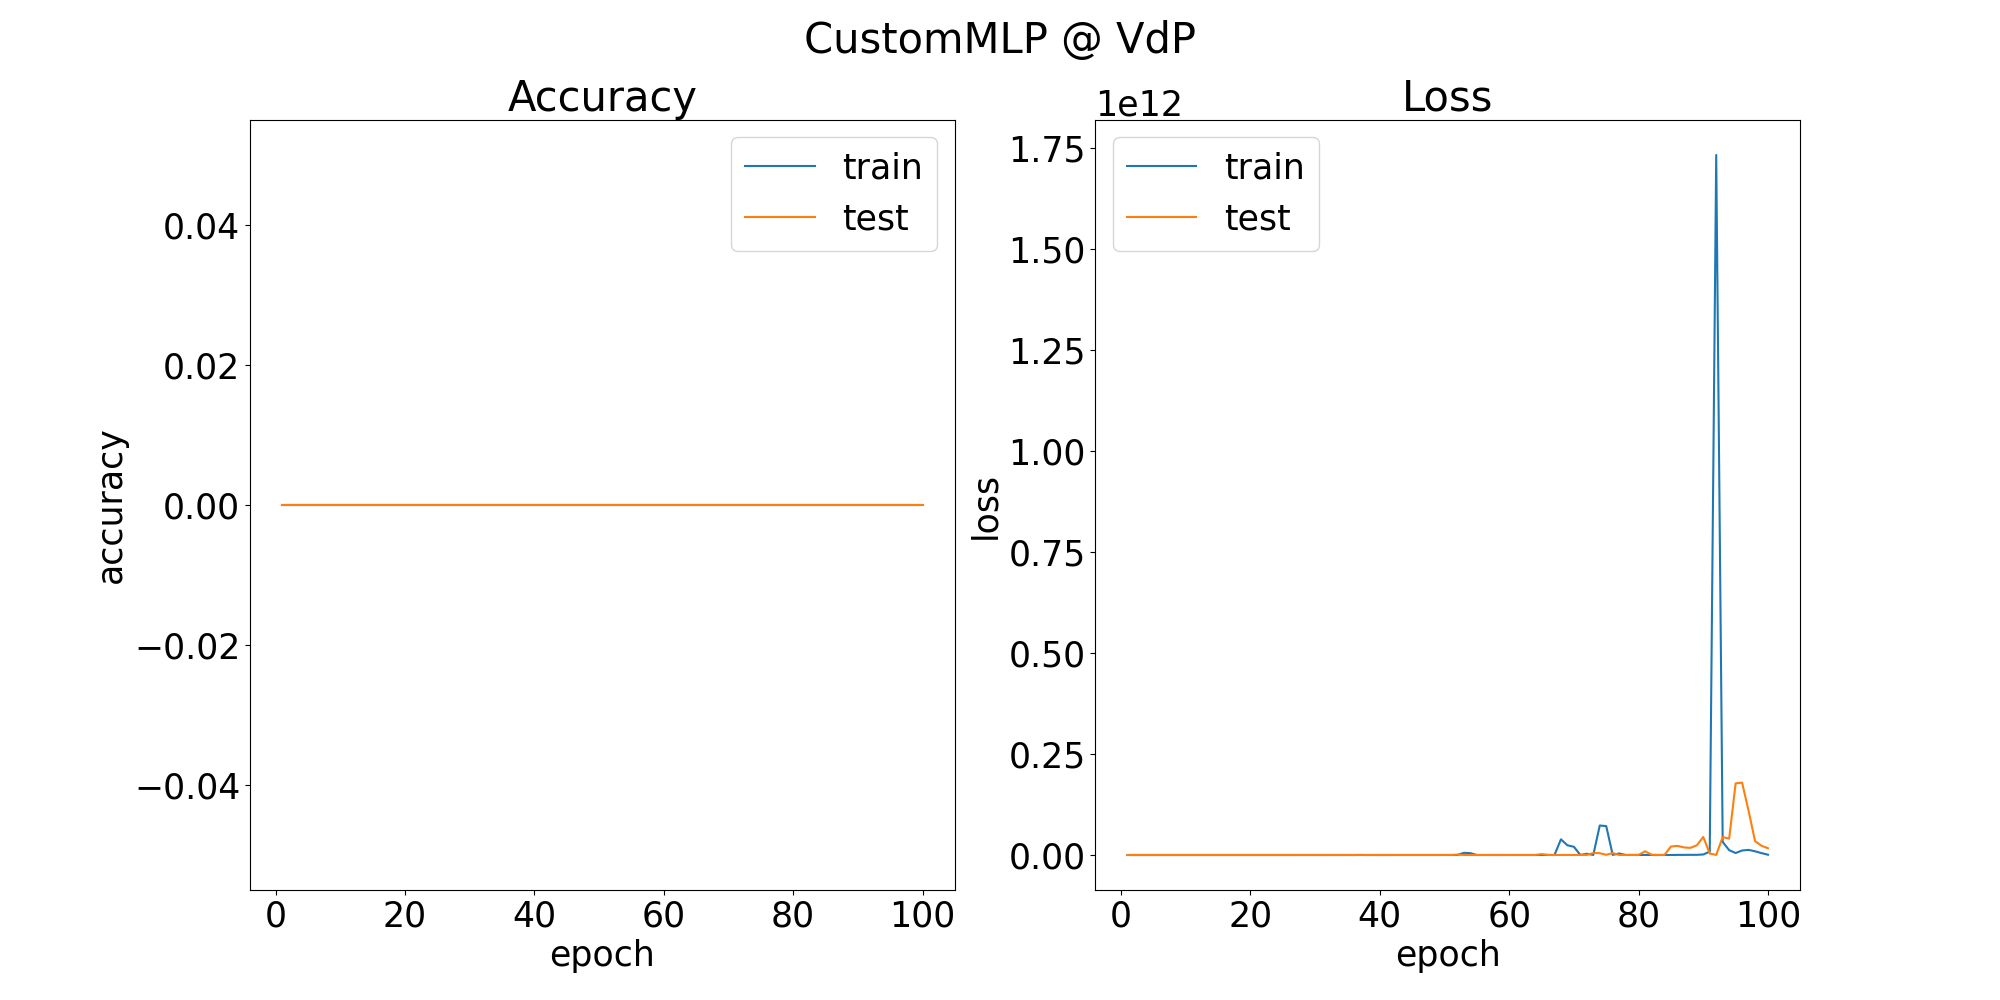 CustomMLP @ VdP
Accuracy
train
test
0.04
0.02
0.00
−0.02
−0.04
accuracy
0 20 40 60 80 100
epoch
Loss
1e12
train
test
1.75
1.50
1.25
1.00
0.75
0.50
0.25
0.00
loss
0 20 40 60 80 100
epoch